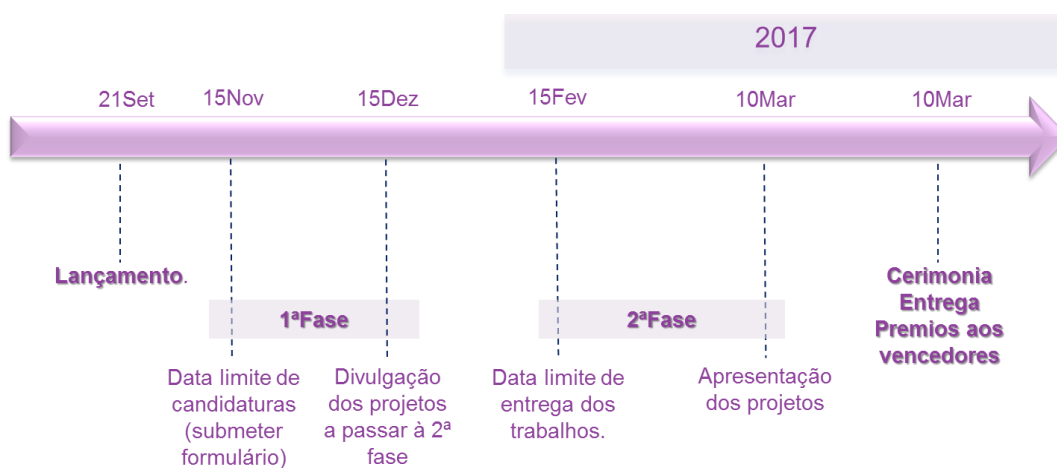 2017
21Set
15Nov
15Dez
15Fev
10Mar
10Mar
Lançamento.
1ªFase
2ªFase
Cerimonia
Entrega
Premios aos
vencedores
Data limite de
candidaturas
(submeter
formulário)
Divulgação
dos projetos
a passar à 2ª
fase
Data limite de
entrega dos
trabalhos.
Apresentação
dos projetos